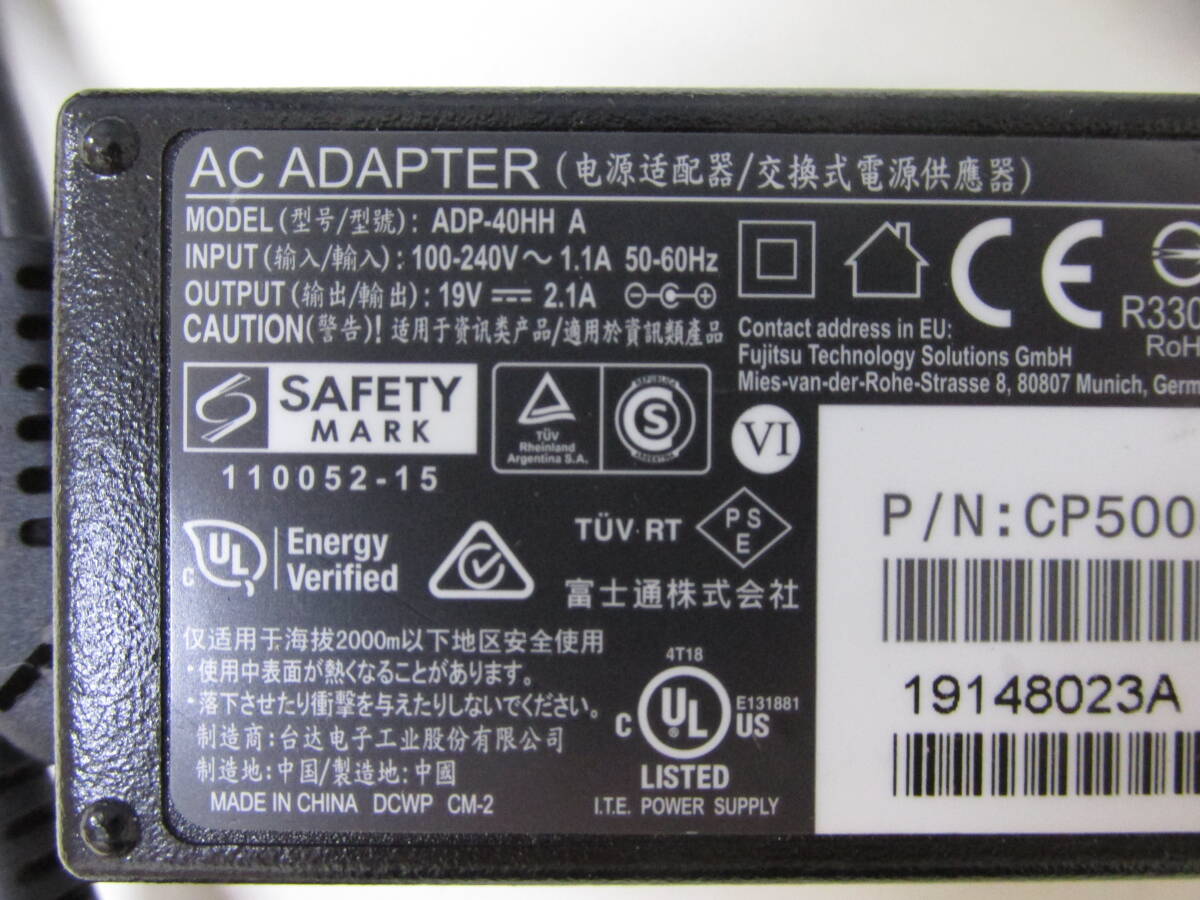 AC ADAPTER (电源适配器/交換式電源供應器)
MODEL (型号/型號): ADP-40HH A
INPUT (输入/輸入): 100-240V～ 1.1A 50-60Hz
OUTPUT (输出/輸出): 19V 2.1A
CAUTION(警告)! 适用于资讯类产品/適用於資訊類產品
Contact address in EU:
Fujitsu Technology Solutions GmbH
Mies-van-der-Rohe-Strasse 8, 80807 Munich, Germ
CE
R330
RoH
SAFETY
MARK
110052-15
TÜV
Rheinland
Argentina S.A.
REPUBLICA
S
ARGENTINA
VI
P/N:CP500
c UL Energy
Verified
TÜV·RT
PS
E
富士通株式会社
仅适用于海拔2000m以下地区安全使用
・使用中表面が熱くなることがあります。
・落下させたり衝撃を与えたりしないでください。
制造商:台达电子工业股份有限公司
制造地:中国/製造地:中國
MADE IN CHINA DCWP CM-2
4T18
E131881
c UL ® US
LISTED
I.T.E. POWER SUPPLY
19148023A